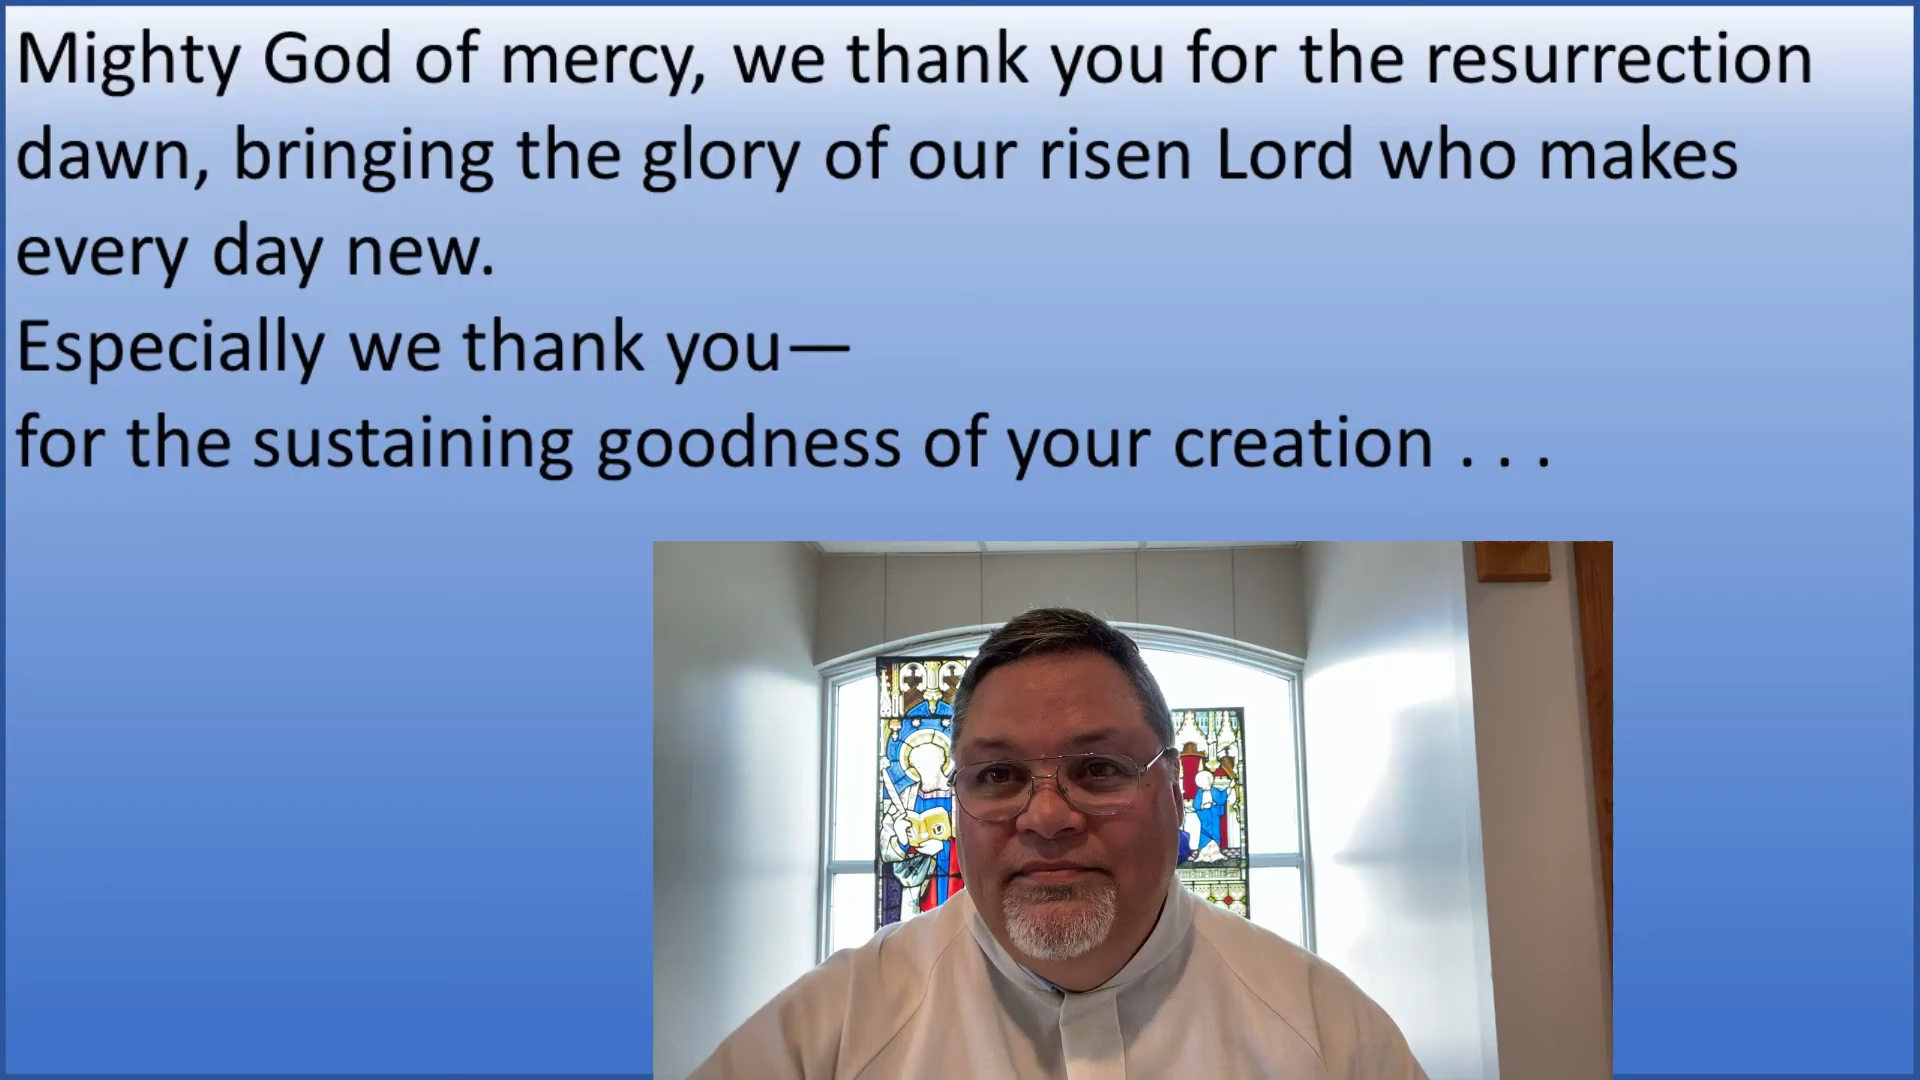 Mighty God of mercy, we thank you for the resurrection
dawn, bringing the glory of our risen Lord who makes
every day new.
Especially we thank you—
for the sustaining goodness of your creation . . .